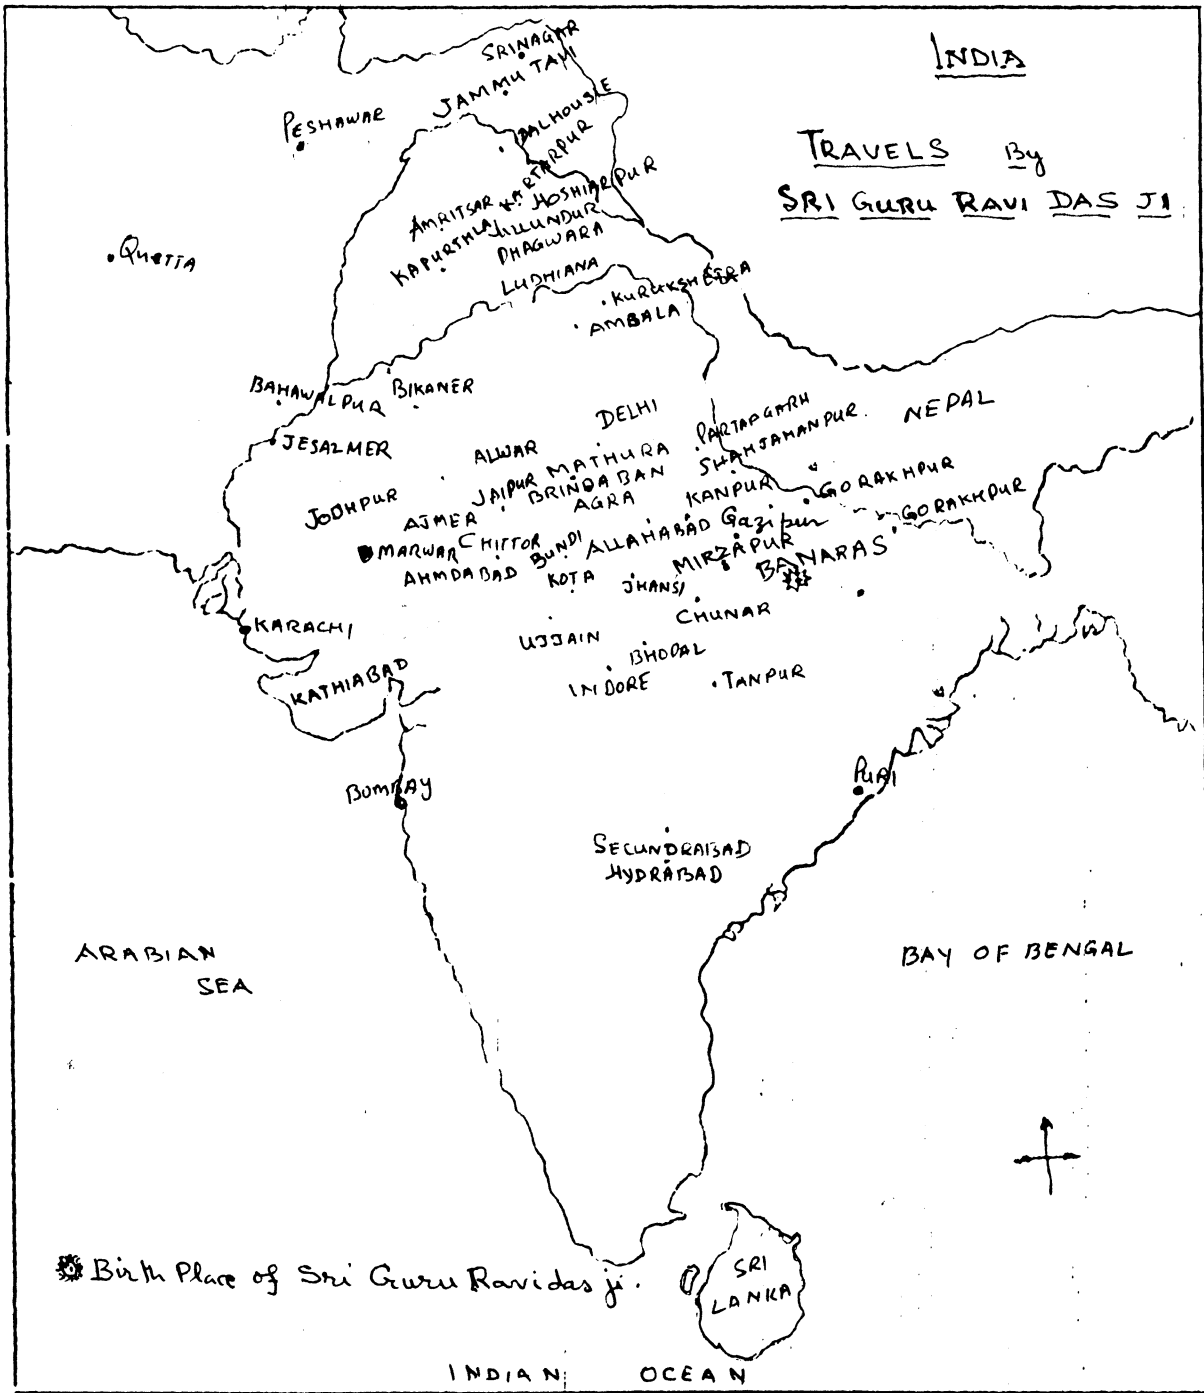 INDIA
TRAVELS By
SRI GURU RAVI DAS JI
SRINAGAR
JAMMU TAVI
PESHAWAR
DALHOUSIE
KARTARPUR
HOSHIARPUR
AMRITSAR
JULLUNDUR
KAPURTHLA
PHAGWARA
LUDHIANA
QUETTA
KURUKSHETRA
AMBALA
BAHAWALPUR
BIKANER
JESALMER
DELHI
PARTAPGARH
NEPAL
ALWAR
SHAHJAHANPUR
MATHURA
JAIPUR
BRINDABAN
AGRA
KANPUR
GORAKHPUR
GORAKHPUR
JODHPUR
AJMER
ALLAHABAD
Gazipur
MARWAR
CHITTOR
BUNDI
MIRZAPUR
BANARAS
AHMDABAD
KOTA
JHANSI
CHUNAR
KARACHI
UJJAIN
BHOPAL
INDORE
TANPUR
KATHIABAD
BOMBAY
PURI
SECUNDRABAD
HYDRABAD
ARABIAN
SEA
BAY OF BENGAL
Birth Place of Sri Guru Ravidas ji.
SRI
LANKA
INDIAN OCEAN